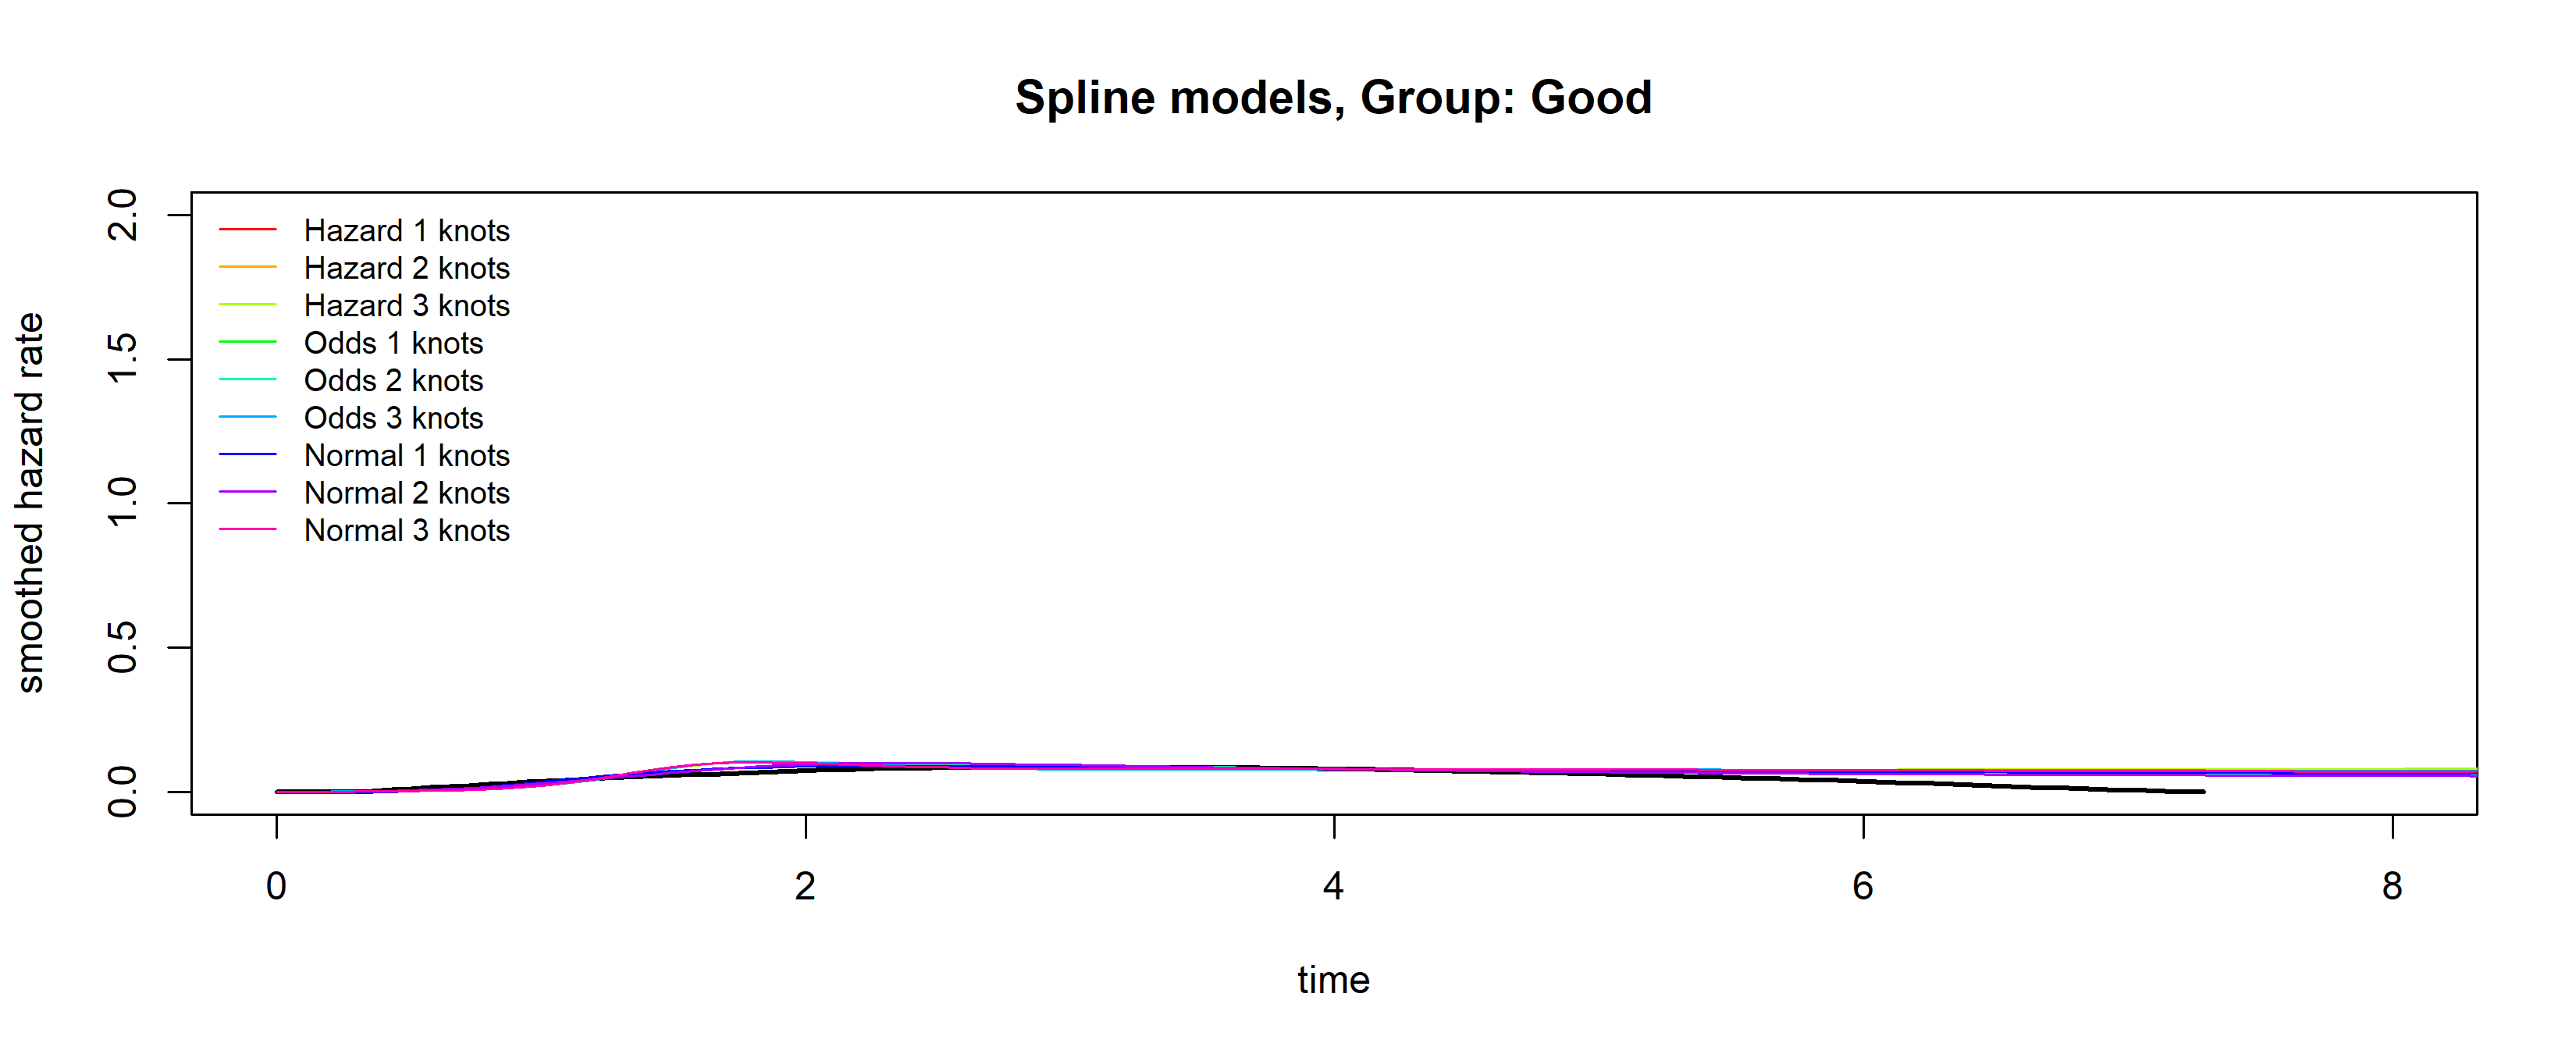 Spline models, Group: Good
smoothed hazard rate
2.0
1.5
1.0
0.5
0.0
Hazard 1 knots
Hazard 2 knots
Hazard 3 knots
Odds 1 knots
Odds 2 knots
Odds 3 knots
Normal 1 knots
Normal 2 knots
Normal 3 knots
0 2 4 6 8
time